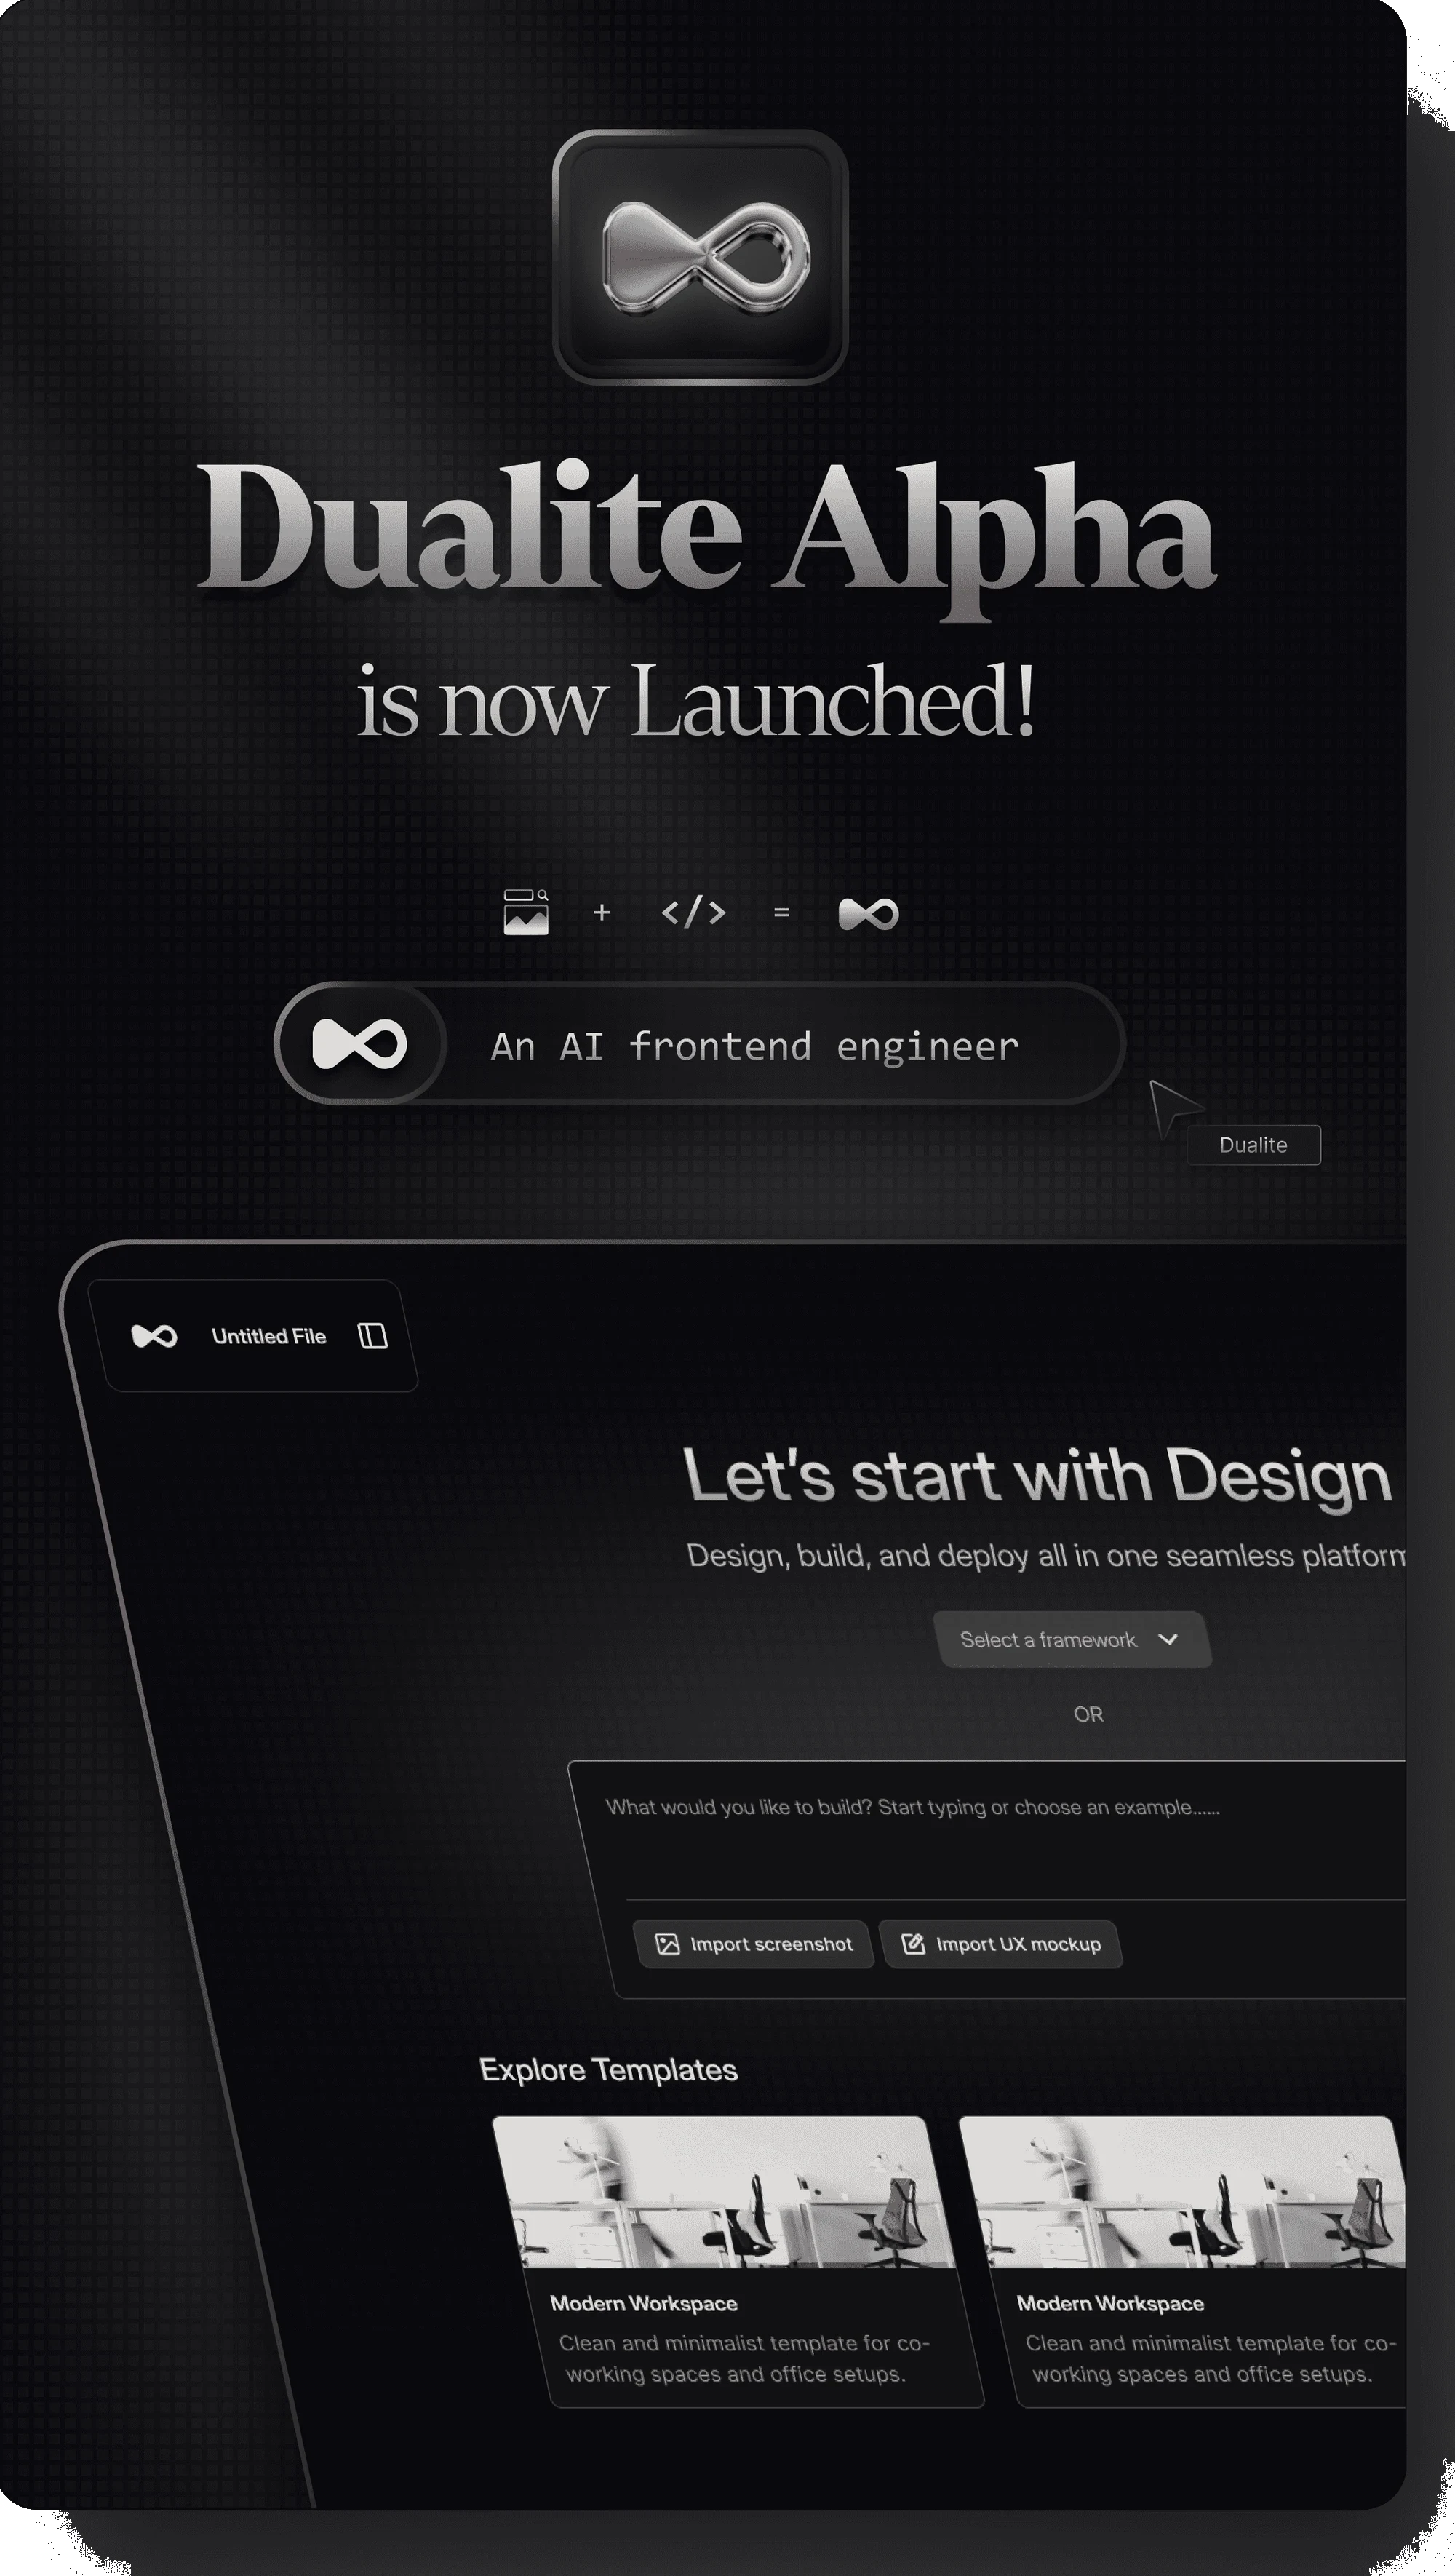 Dualite Alpha
is now Launched!
+ </> =
An AI frontend engineer
Dualite
Untitled File
Let's start with Design
Design, build, and deploy all in one seamless platform
Select a framework
OR
What would you like to build? Start typing or choose an example......
Import screenshot
Import UX mockup
Explore Templates
Modern Workspace
Clean and minimalist template for co-
working spaces and office setups.
Modern Workspace
Clean and minimalist template for co-
working spaces and office setups.